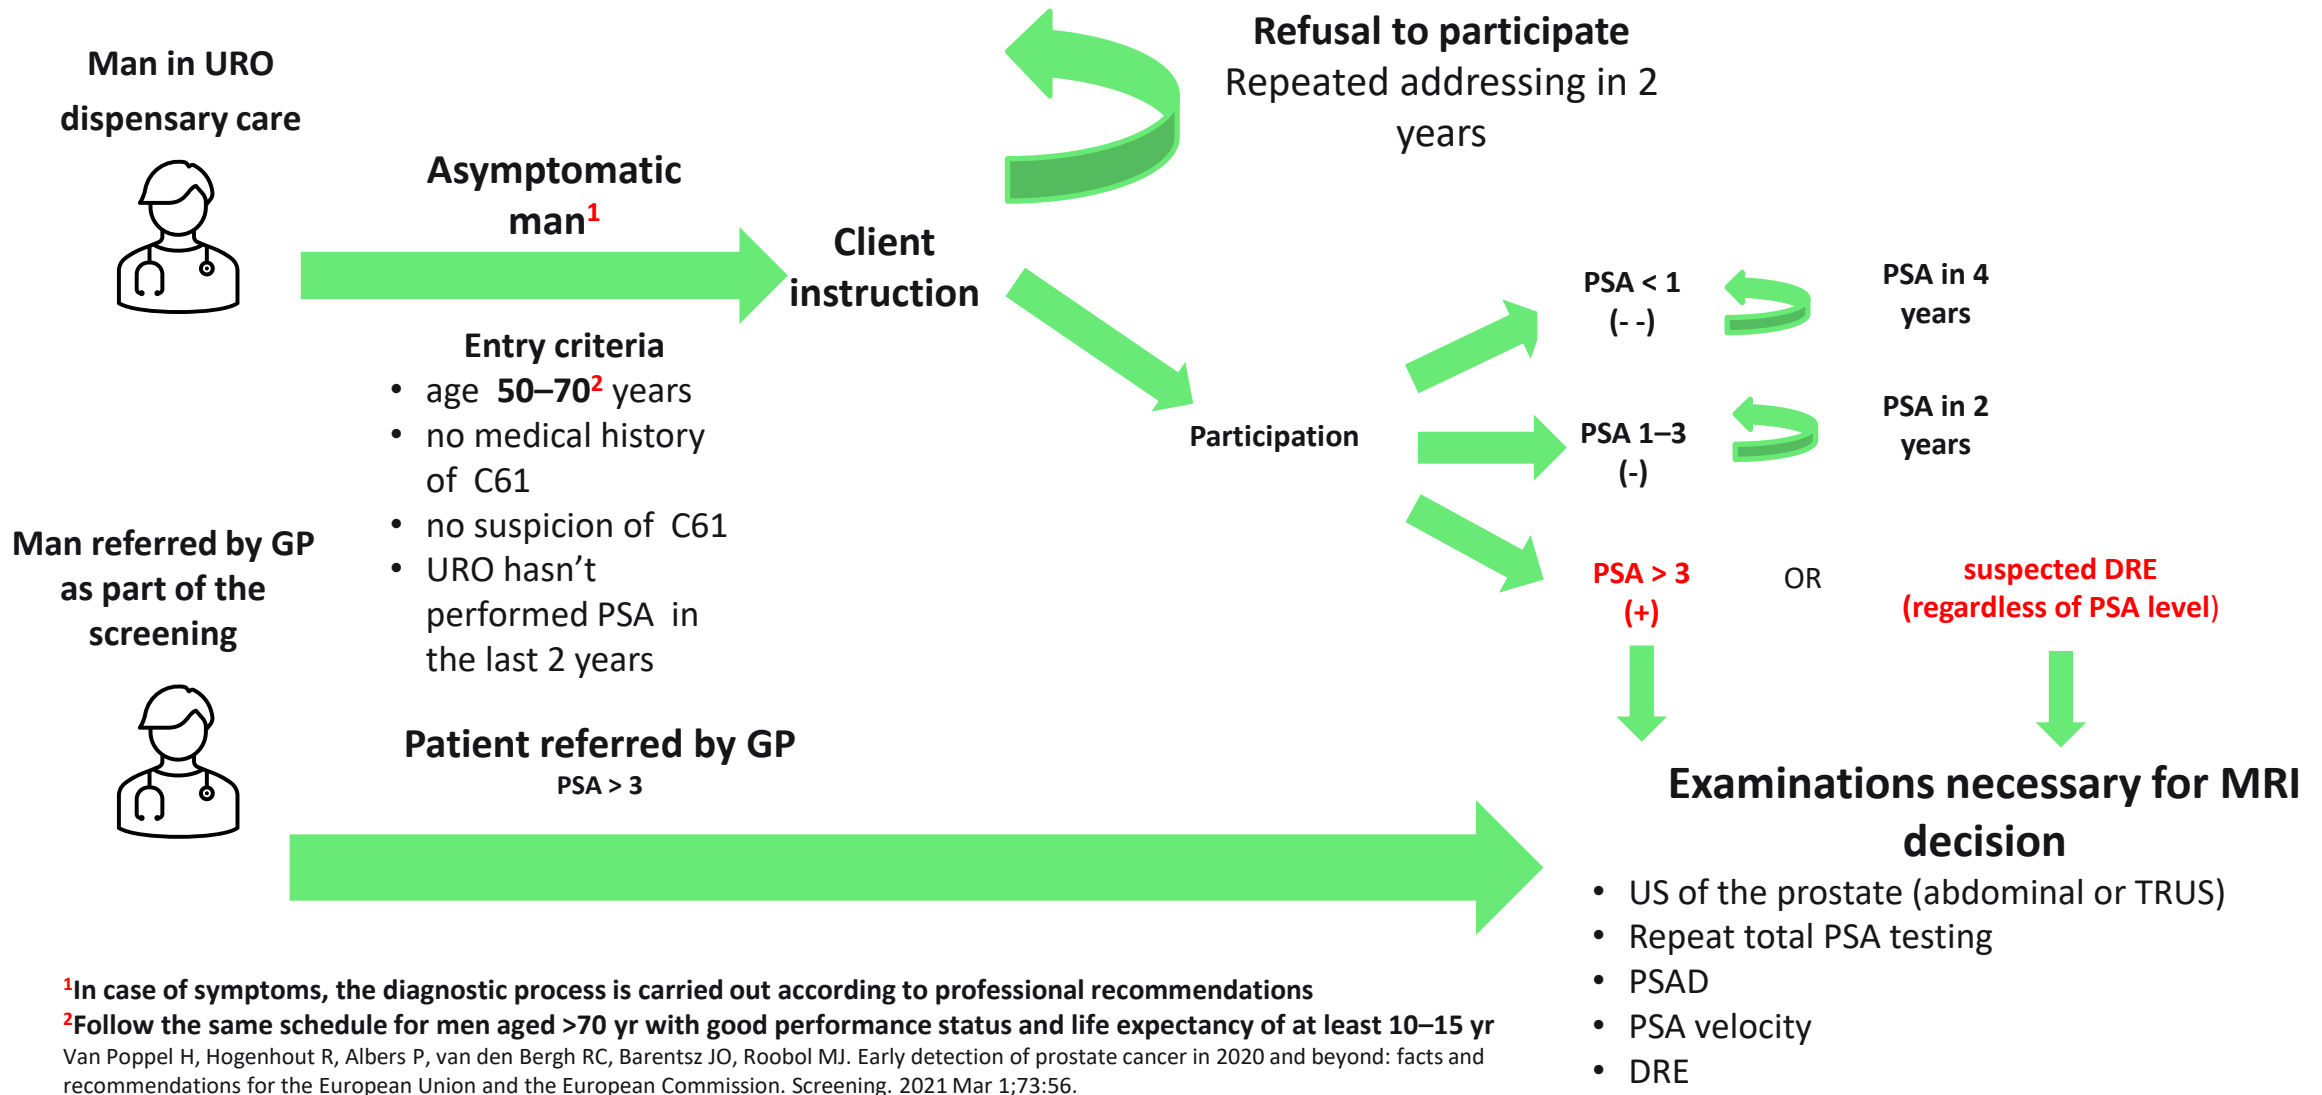 Man in URO
dispensary care
Asymptomatic
man1
Client
instruction
Refusal to participate
Repeated addressing in 2
years
Entry criteria
• age 50–702 years
• no medical history
of C61
• no suspicion of C61
• URO hasn't
performed PSA in
the last 2 years
Participation
PSA < 1
(- -)
PSA in 4
years
PSA 1–3
(-)
PSA in 2
years
PSA > 3
(+)
OR
suspected DRE
(regardless of PSA level)
Man referred by GP
as part of the
screening
Patient referred by GP
PSA > 3
Examinations necessary for MRI
decision
• US of the prostate (abdominal or TRUS)
• Repeat total PSA testing
• PSAD
• PSA velocity
• DRE
1In case of symptoms, the diagnostic process is carried out according to professional recommendations
2Follow the same schedule for men aged >70 yr with good performance status and life expectancy of at least 10–15 yr
Van Poppel H, Hogenhout R, Albers P, van den Bergh RC, Barentsz JO, Roobol MJ. Early detection of prostate cancer in 2020 and beyond: facts and
recommendations for the European Union and the European Commission. Screening. 2021 Mar 1;73:56.